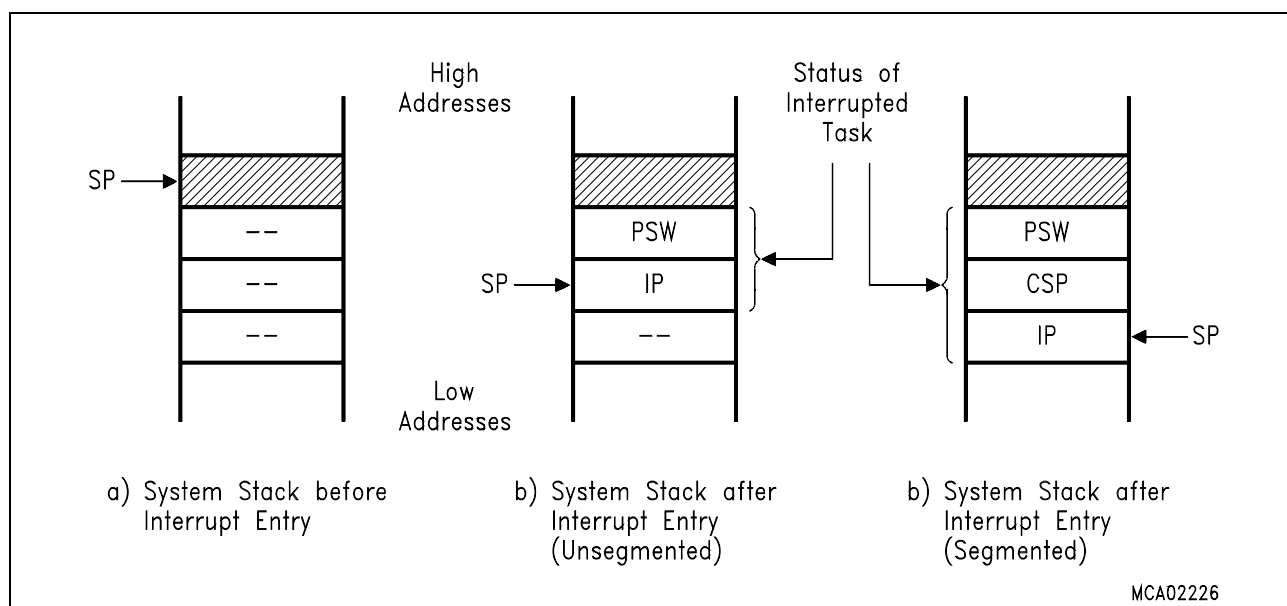 High
Addresses
Status of
Interrupted
Task
SP
--
--
--
PSW
SP
IP
--
PSW
CSP
IP
SP
Low
Addresses
a) System Stack before
Interrupt Entry
b) System Stack after
Interrupt Entry
(Unsegmented)
b) System Stack after
Interrupt Entry
(Segmented)
MCA02226